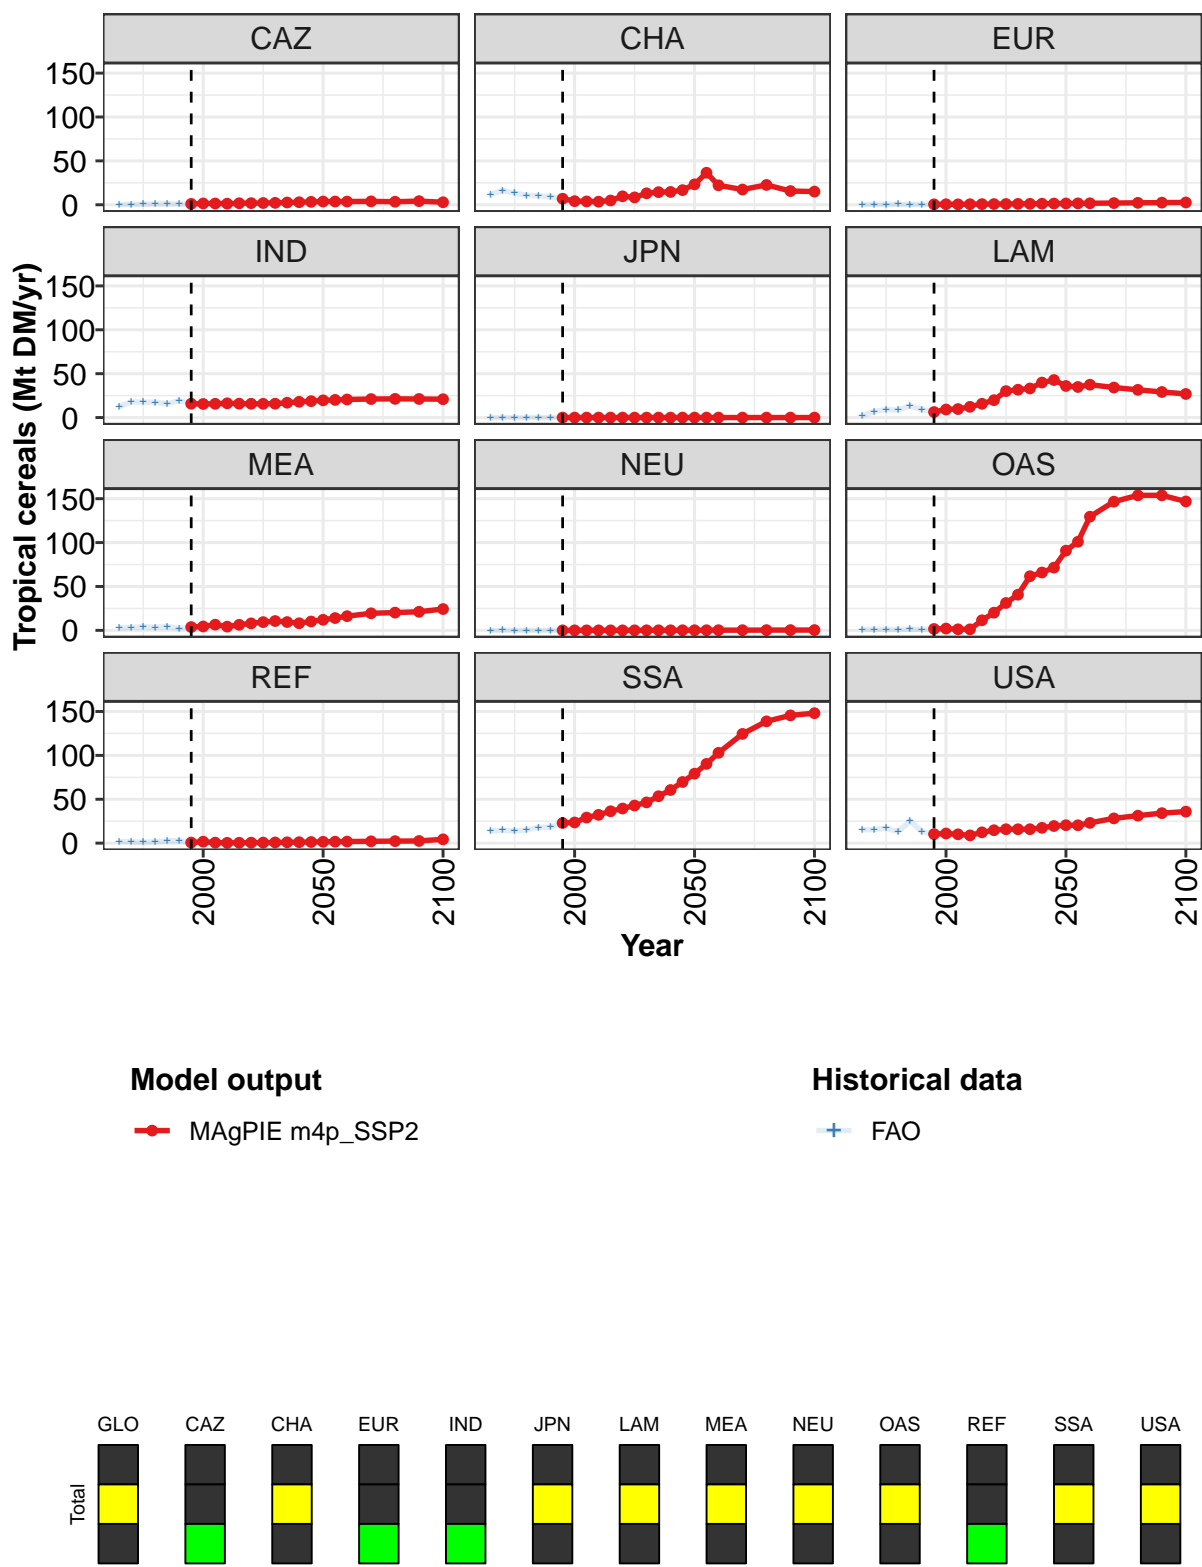 CAZ CHA EUR
150
100
50
0
IND JPN LAM
150
100
50
0
MEA NEU OAS
150
100
50
0
REF SSA USA
150
100
50
0
Tropical cereals (Mt DM/yr)
2000 2050 2100 2000 2050 2100 2000 2050 2100
Year
Model output Historical data
MAgPIE m4p_SSP2 FAO
GLO CAZ CHA EUR IND JPN LAM MEA NEU OAS REF SSA USA
Total